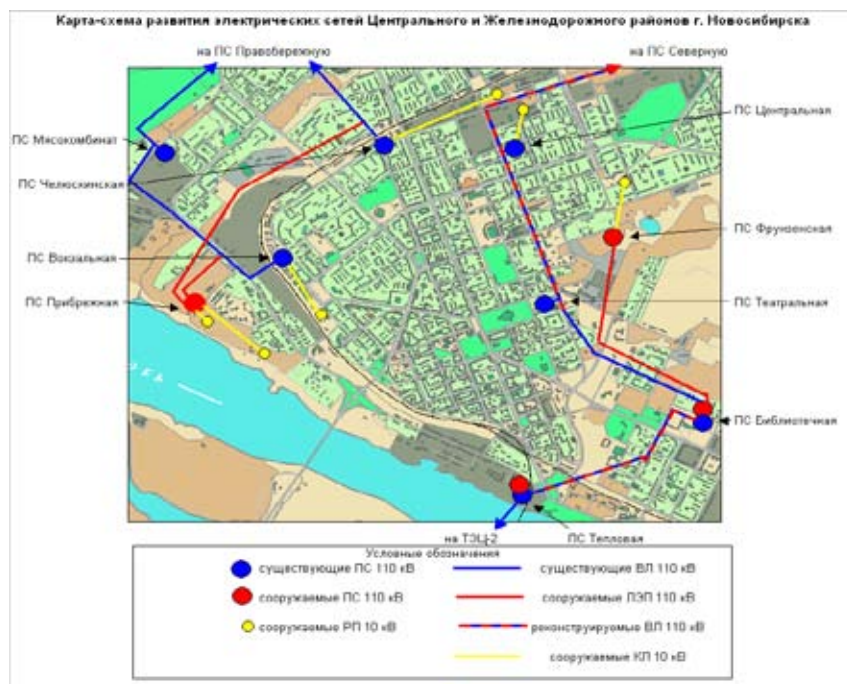 Карта-схема развития электрических сетей Центрального и Железнодорожного районов г. Новосибирска
на ПС Правобережную
на ПС Северную
ПС Центральная
ПС Мясокомбинат
ПС Челюскинская
ПС Фрунзенская
ПС Вокзальная
ПС Прибрежная
ПС Театральная
ПС Библиотечная
на ТЭЦ-2
ПС Тепловая
Условные обозначения
существующие ПС 110 кВ
существующие ВЛ 110 кВ
сооружаемые ПС 110 кВ
сооружаемые ЛЭП 110 кВ
сооружаемые РП 10 кВ
реконструируемые ВЛ 110 кВ
сооружаемые КЛ 10 кВ